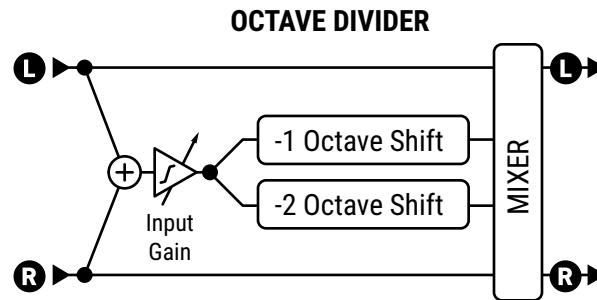 OCTAVE DIVIDER
L
L
-1 Octave Shift
+
-2 Octave Shift
MIXER
Input
Gain
R
R